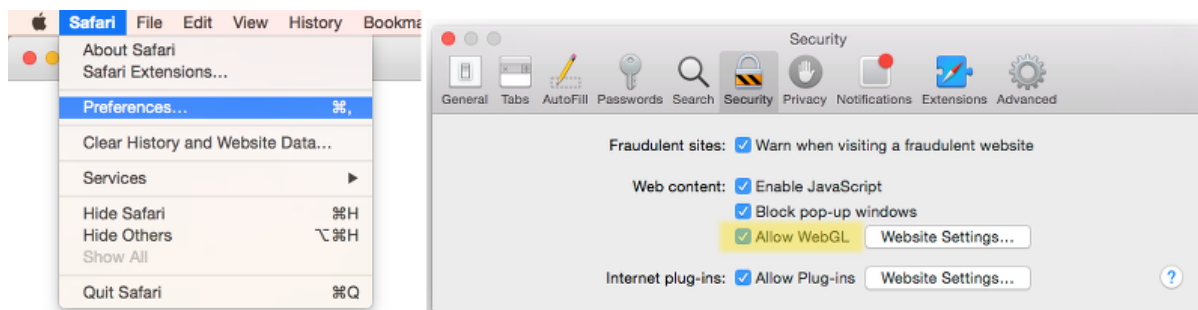 Safari File Edit View History Bookma
About Safari
Safari Extensions...
Preferences... ⌘,
Clear History and Website Data...
Services ▶
Hide Safari ⌘H
Hide Others ⌥⌘H
Show All
Quit Safari ⌘Q
Security
General Tabs AutoFill Passwords Search Security Privacy Notifications Extensions Advanced
Fraudulent sites: Warn when visiting a fraudulent website
Web content: Enable JavaScript
Block pop-up windows
Allow WebGL Website Settings...
Internet plug-ins: Allow Plug-ins Website Settings... ?